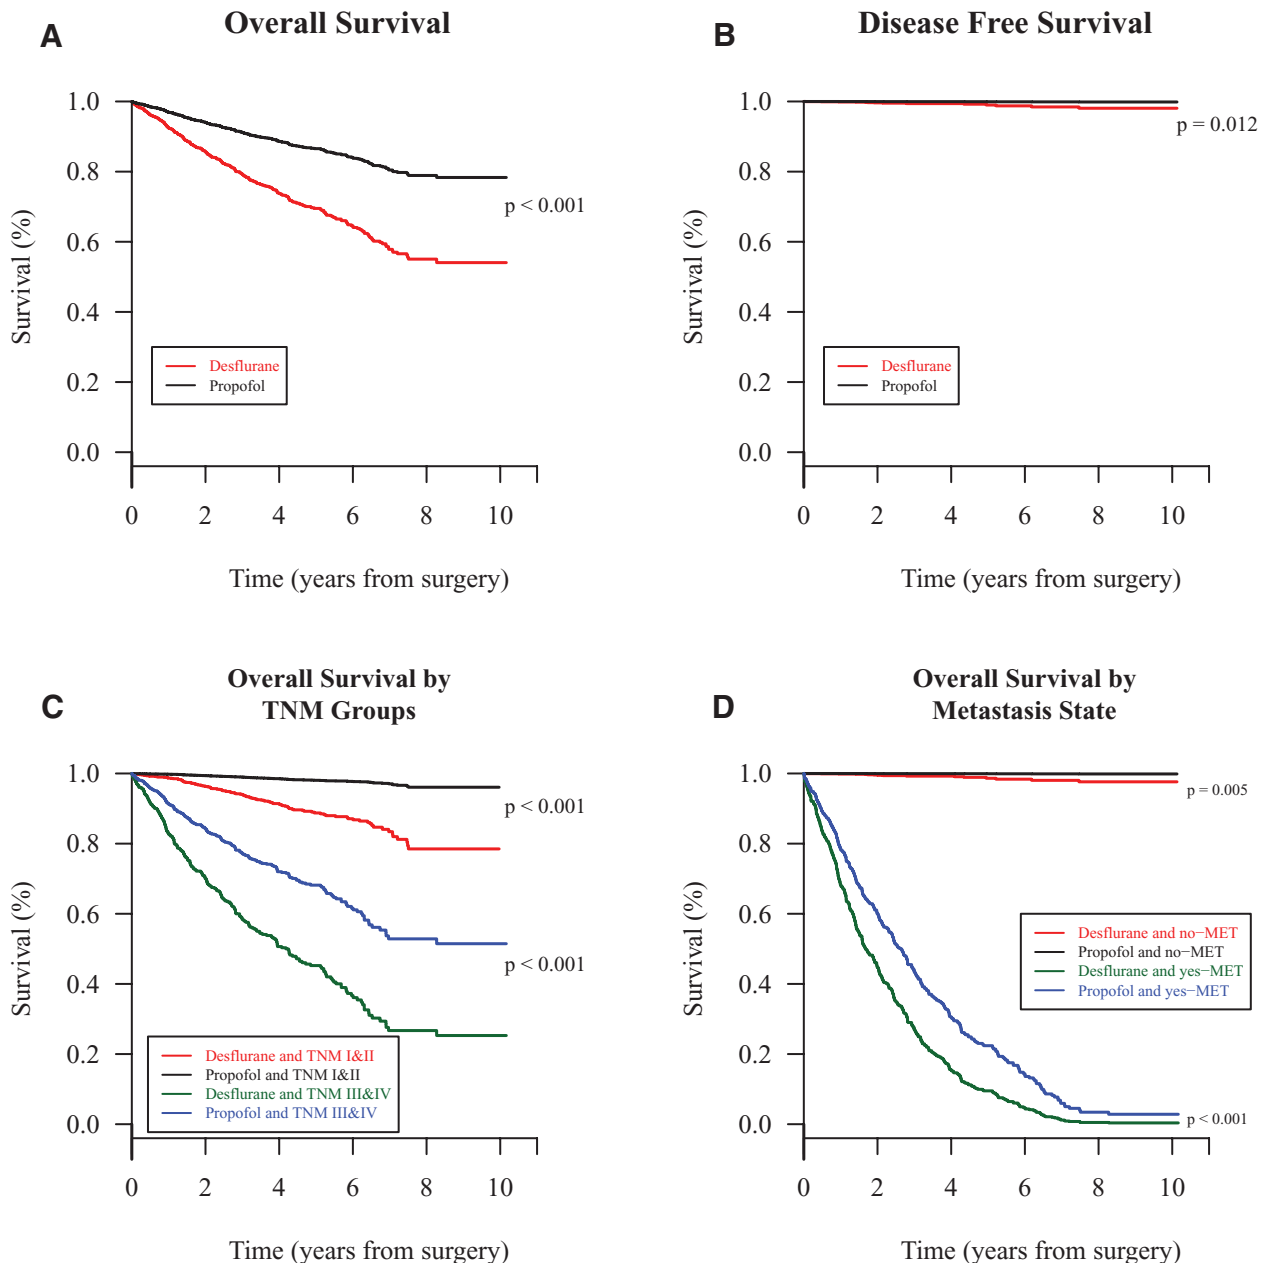 A
Overall Survival
1.0
0.8
0.6
0.4
0.2
0.0
Survival (%)
p < 0.001
Desflurane
Propofol
0 2 4 6 8 10
Time (years from surgery)
B
Disease Free Survival
1.0
0.8
0.6
0.4
0.2
0.0
Survival (%)
p = 0.012
Desflurane
Propofol
0 2 4 6 8 10
Time (years from surgery)
C
Overall Survival by
TNM Groups
1.0
0.8
0.6
0.4
0.2
0.0
Survival (%)
p < 0.001
p < 0.001
Desflurane and TNM I&II
Propofol and TNM I&II
Desflurane and TNM III&IV
Propofol and TNM III&IV
0 2 4 6 8 10
Time (years from surgery)
D
Overall Survival by
Metastasis State
1.0
0.8
0.6
0.4
0.2
0.0
Survival (%)
p = 0.005
Desflurane and no−MET
Propofol and no−MET
Desflurane and yes−MET
Propofol and yes−MET
p < 0.001
0 2 4 6 8 10
Time (years from surgery)